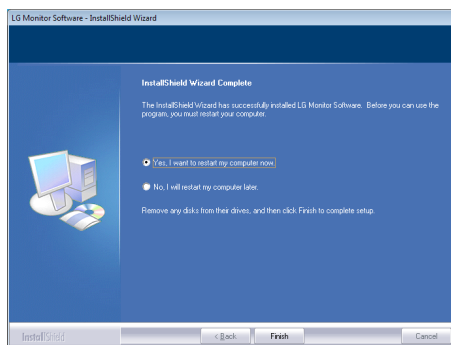 LG Monitor Software - InstallShield Wizard
InstallShield Wizard Complete
The InstallShield Wizard has successfully installed LG Monitor Software. Before you can use the
program, you must restart your computer.
Yes, I want to restart my computer now.
No, I will restart my computer later.
Remove any disks from their drives, and then click Finish to complete setup.
InstallShield
< Back
Finish
Cancel